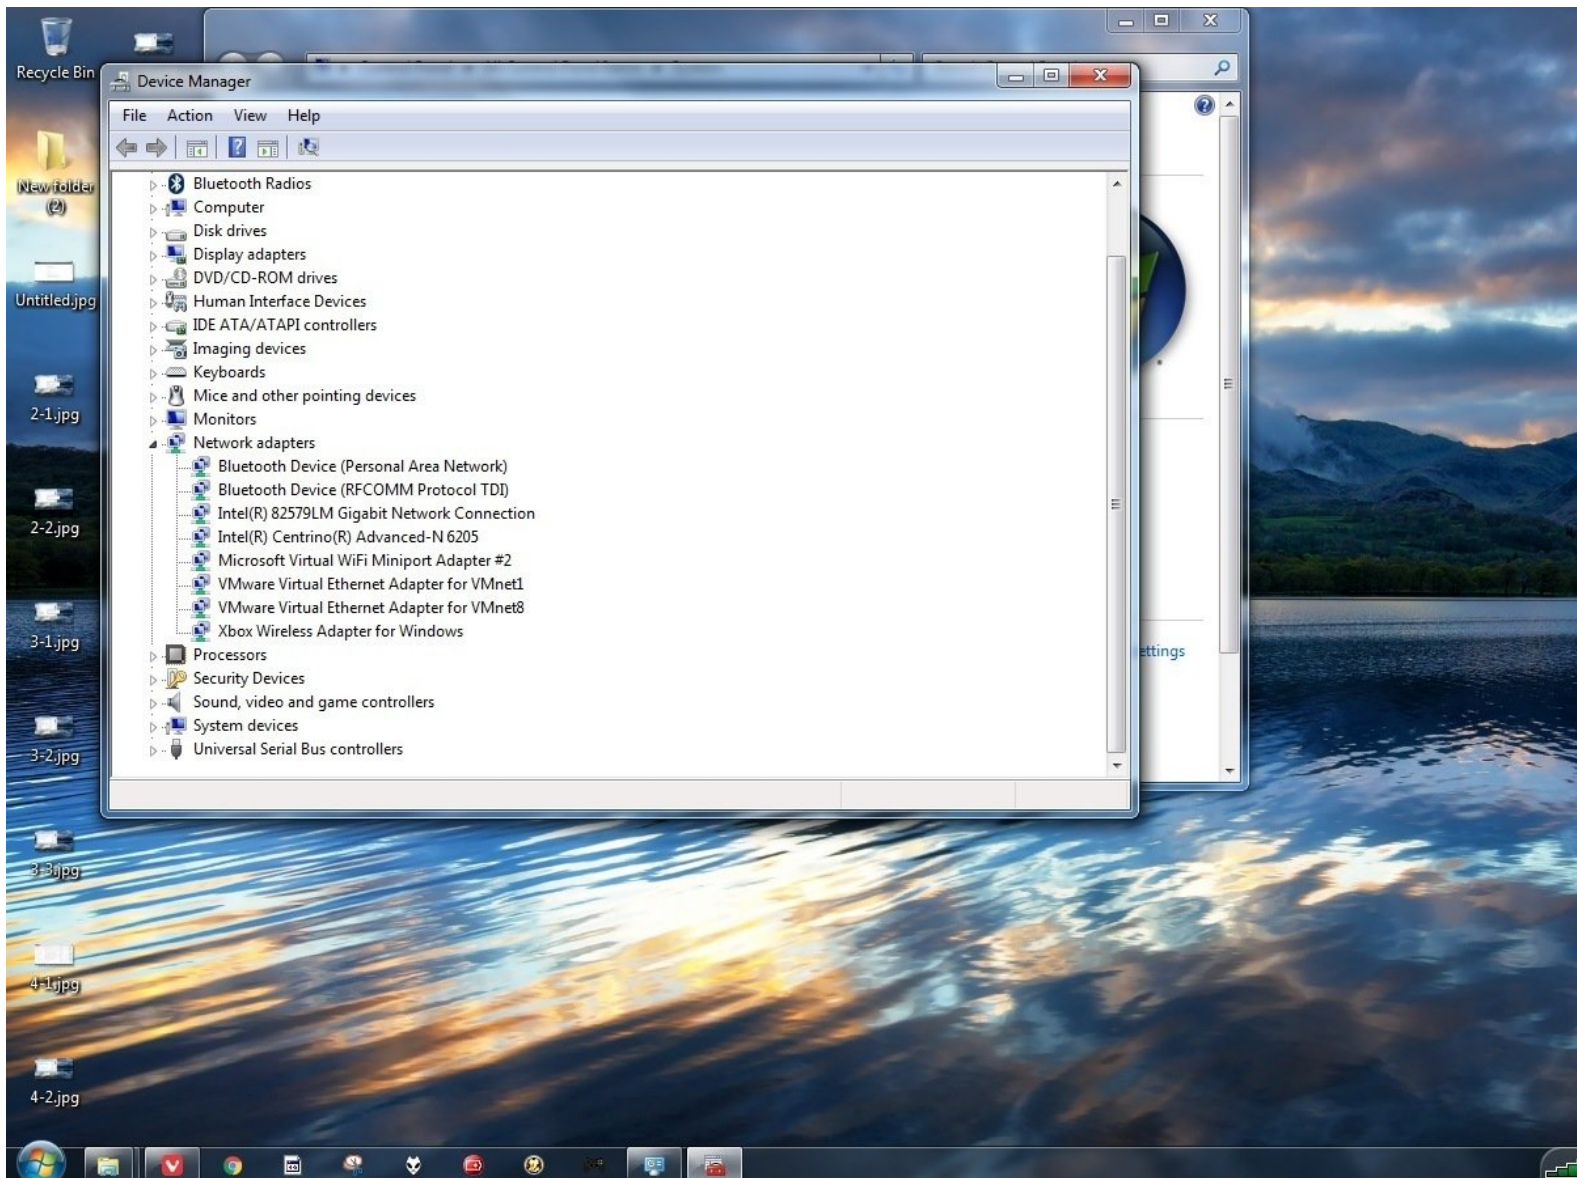 Recycle Bin
New folder
(2)
Untitled.jpg
2-1.jpg
2-2.jpg
3-1.jpg
3-2.jpg
3-3.jpg
4-1.jpg
4-2.jpg
Device Manager
File Action View Help
Bluetooth Radios
Computer
Disk drives
Display adapters
DVD/CD-ROM drives
Human Interface Devices
IDE ATA/ATAPI controllers
Imaging devices
Keyboards
Mice and other pointing devices
Monitors
Network adapters
Bluetooth Device (Personal Area Network)
Bluetooth Device (RFCOMM Protocol TDI)
Intel(R) 82579LM Gigabit Network Connection
Intel(R) Centrino(R) Advanced-N 6205
Microsoft Virtual WiFi Miniport Adapter #2
VMware Virtual Ethernet Adapter for VMnet1
VMware Virtual Ethernet Adapter for VMnet8
Xbox Wireless Adapter for Windows
Processors
Security Devices
Sound, video and game controllers
System devices
Universal Serial Bus controllers
ettings